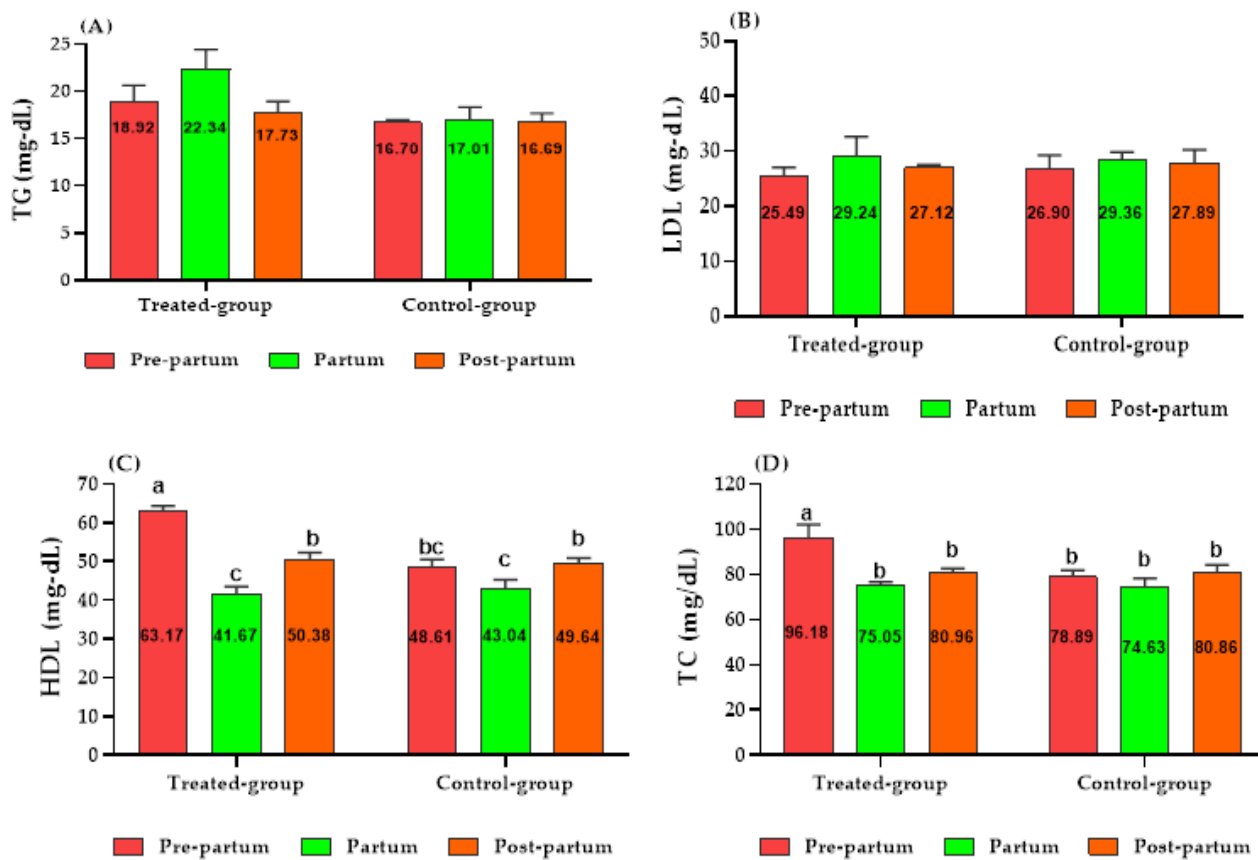 (A)
TG (mg-dL)
25
20
15
10
5
0
18.92 22.34 17.73 16.70 17.01 16.69
Treated-group Control-group
Pre-partum Partum Post-partum
(B)
LDL (mg-dL)
50
40
30
20
10
0
25.49 29.24 27.12 26.90 29.36 27.89
Treated-group Control-group
Pre-partum Partum Post-partum
(C)
HDL (mg-dL)
70
60
50
40
30
20
10
0
a c b bc c b
63.17 41.67 50.38 48.61 43.04 49.64
Treated-group Control-group
Pre-partum Partum Post-partum
(D)
TC (mg/dL)
120
100
80
60
40
20
0
a b b b b b
96.18 75.05 80.96 78.89 74.63 80.86
Treated-group Control-group
Pre-partum Partum Post-partum